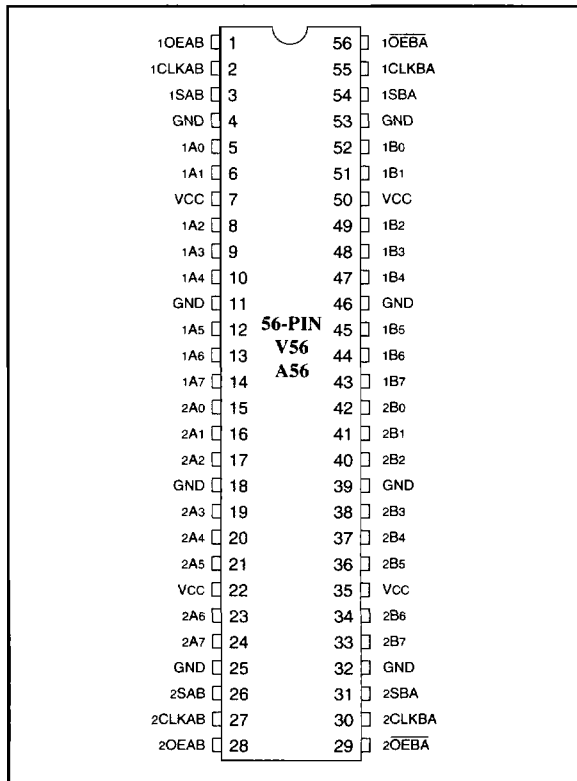 1OEAB 1 56 1O̅E̅B̅A̅
1CLKAB 2 55 1CLKBA
1SAB 3 54 1SBA
GND 4 53 GND
1A0 5 52 1B0
1A1 6 51 1B1
VCC 7 50 VCC
1A2 8 49 1B2
1A3 9 48 1B3
1A4 10 47 1B4
GND 11 46 GND
1A5 12 56-PIN 45 1B5
1A6 13 V56 44 1B6
1A7 14 A56 43 1B7
2A0 15 42 2B0
2A1 16 41 2B1
2A2 17 40 2B2
GND 18 39 GND
2A3 19 38 2B3
2A4 20 37 2B4
2A5 21 36 2B5
VCC 22 35 VCC
2A6 23 34 2B6
2A7 24 33 2B7
GND 25 32 GND
2SAB 26 31 2SBA
2CLKAB 27 30 2CLKBA
2OEAB 28 29 2O̅E̅B̅A̅